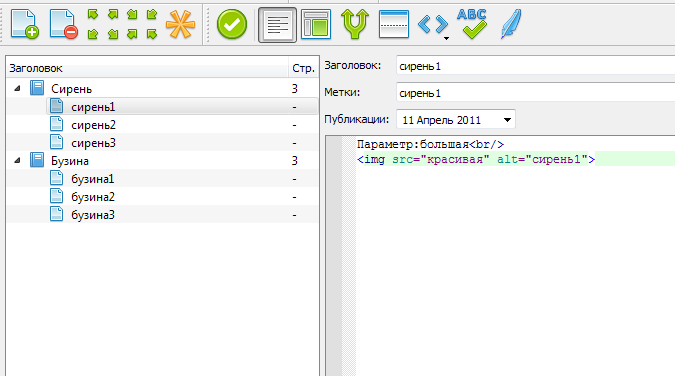 ABC
Заголовок Стр.
Сирень 3
сирень1 -
сирень2 -
сирень3 -
Бузина 3
бузина1 -
бузина2 -
бузина3 -
Заголовок: сирень1
Метки: сирень1
Публикации: 11 Апрель 2011
Параметр:большая<br/>
<img src="красивая" alt="сирень1">